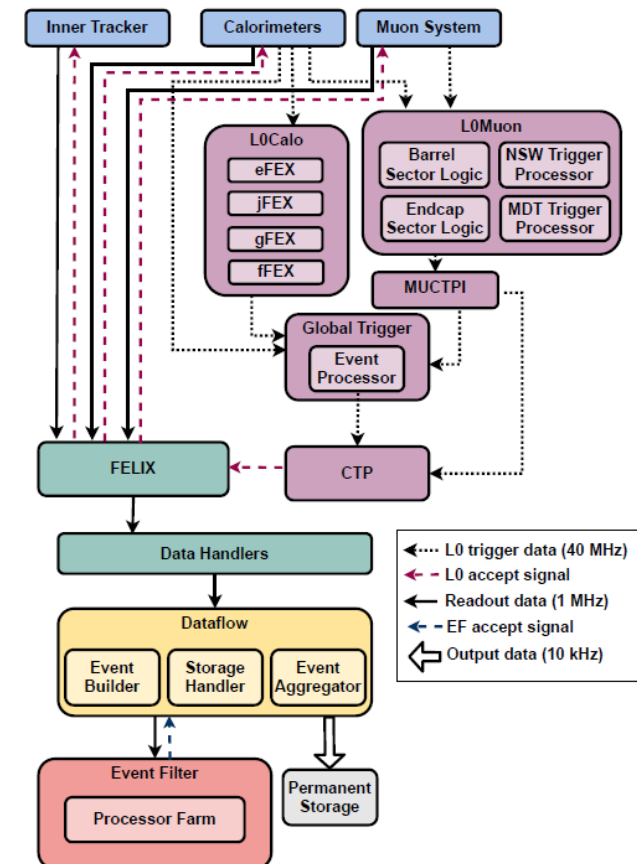 Inner Tracker
Calorimeters
Muon System
L0Calo
eFEX
jFEX
gFEX
fFEX
L0Muon
Barrel
Sector Logic
NSW Trigger
Processor
Endcap
Sector Logic
MDT Trigger
Processor
MUCTPI
Global Trigger
Event
Processor
FELIX
CTP
Data Handlers
L0 trigger data (40 MHz)
L0 accept signal
Readout data (1 MHz)
EF accept signal
Output data (10 kHz)
Dataflow
Event
Builder
Storage
Handler
Event
Aggregator
Event Filter
Processor Farm
Permanent
Storage